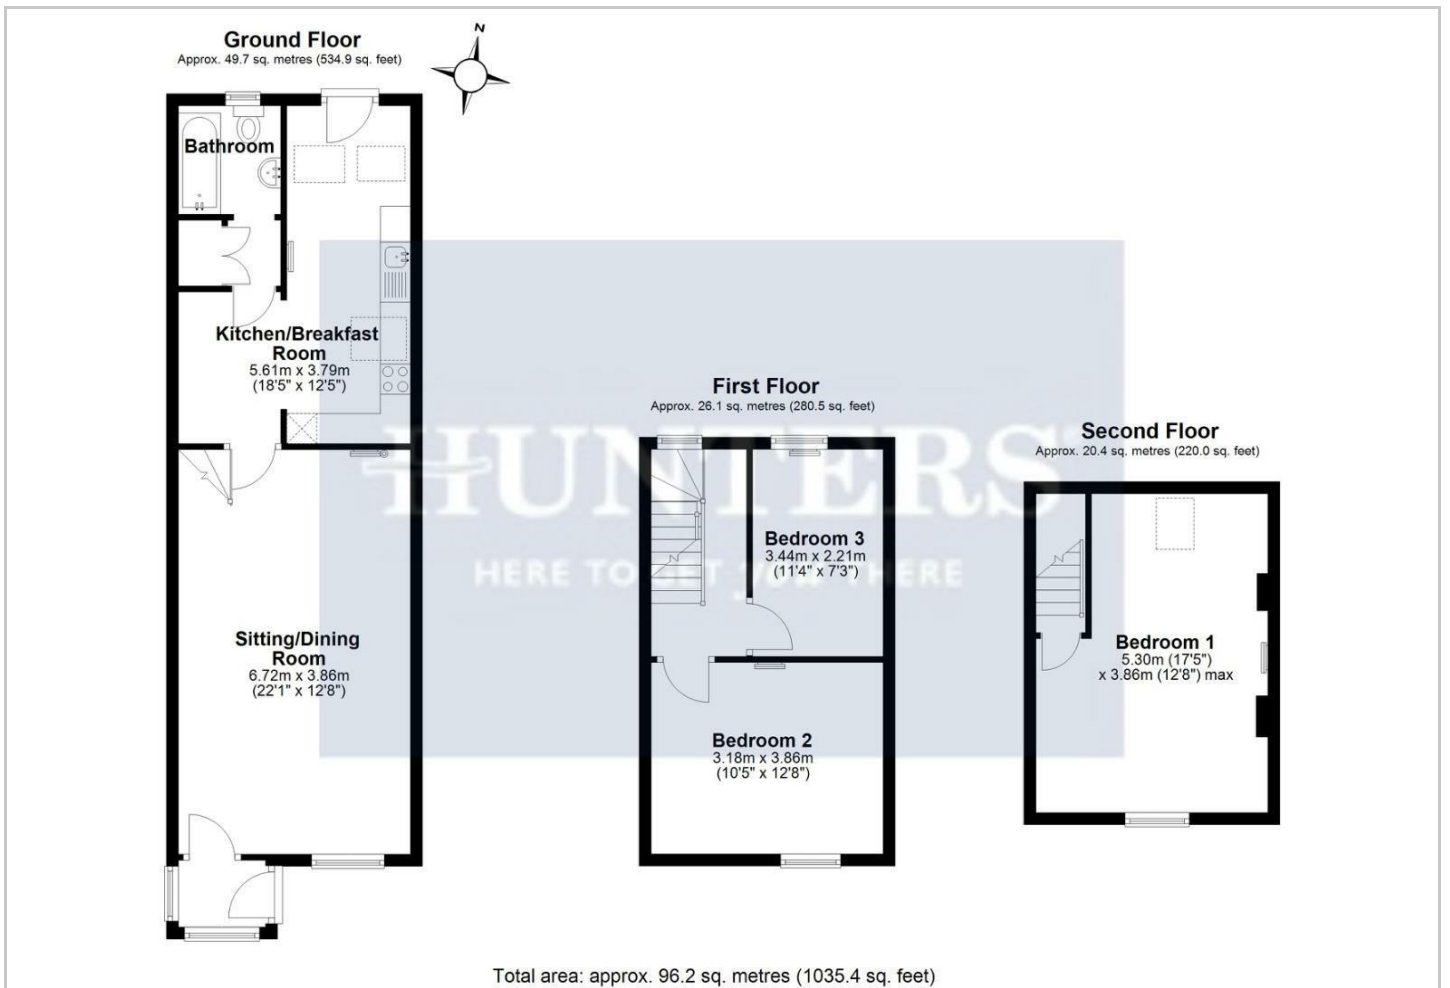 Ground Floor
Approx. 49.7 sq. metres (534.9 sq. feet)
N
Bathroom
Kitchen/Breakfast
Room
5.61m x 3.79m
(18'5" x 12'5")
Sitting/Dining
Room
6.72m x 3.86m
(22'1" x 12'8")
First Floor
Approx. 26.1 sq. metres (280.5 sq. feet)
Bedroom 3
3.44m x 2.21m
(11'4" x 7'3")
Bedroom 2
3.18m x 3.86m
(10'5" x 12'8")
Second Floor
Approx. 20.4 sq. metres (220.0 sq. feet)
Bedroom 1
5.30m (17'5")
x 3.86m (12'8") max
HUNTERS
HERE TO GET you THERE
Total area: approx. 96.2 sq. metres (1035.4 sq. feet)